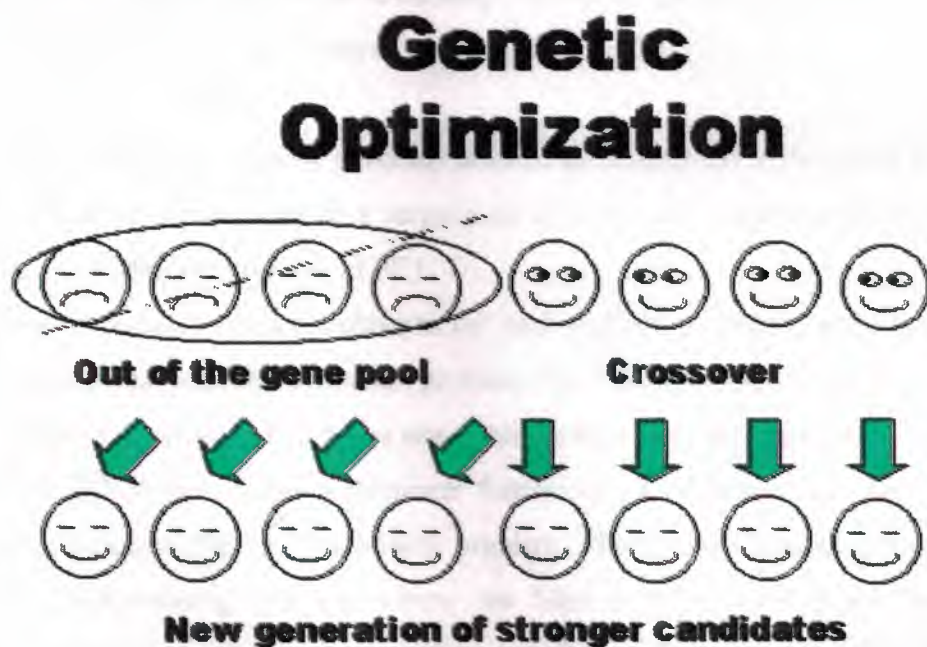 Genetic
Optimization
Out of the gene pool
Crossover
New generation of stronger candidates